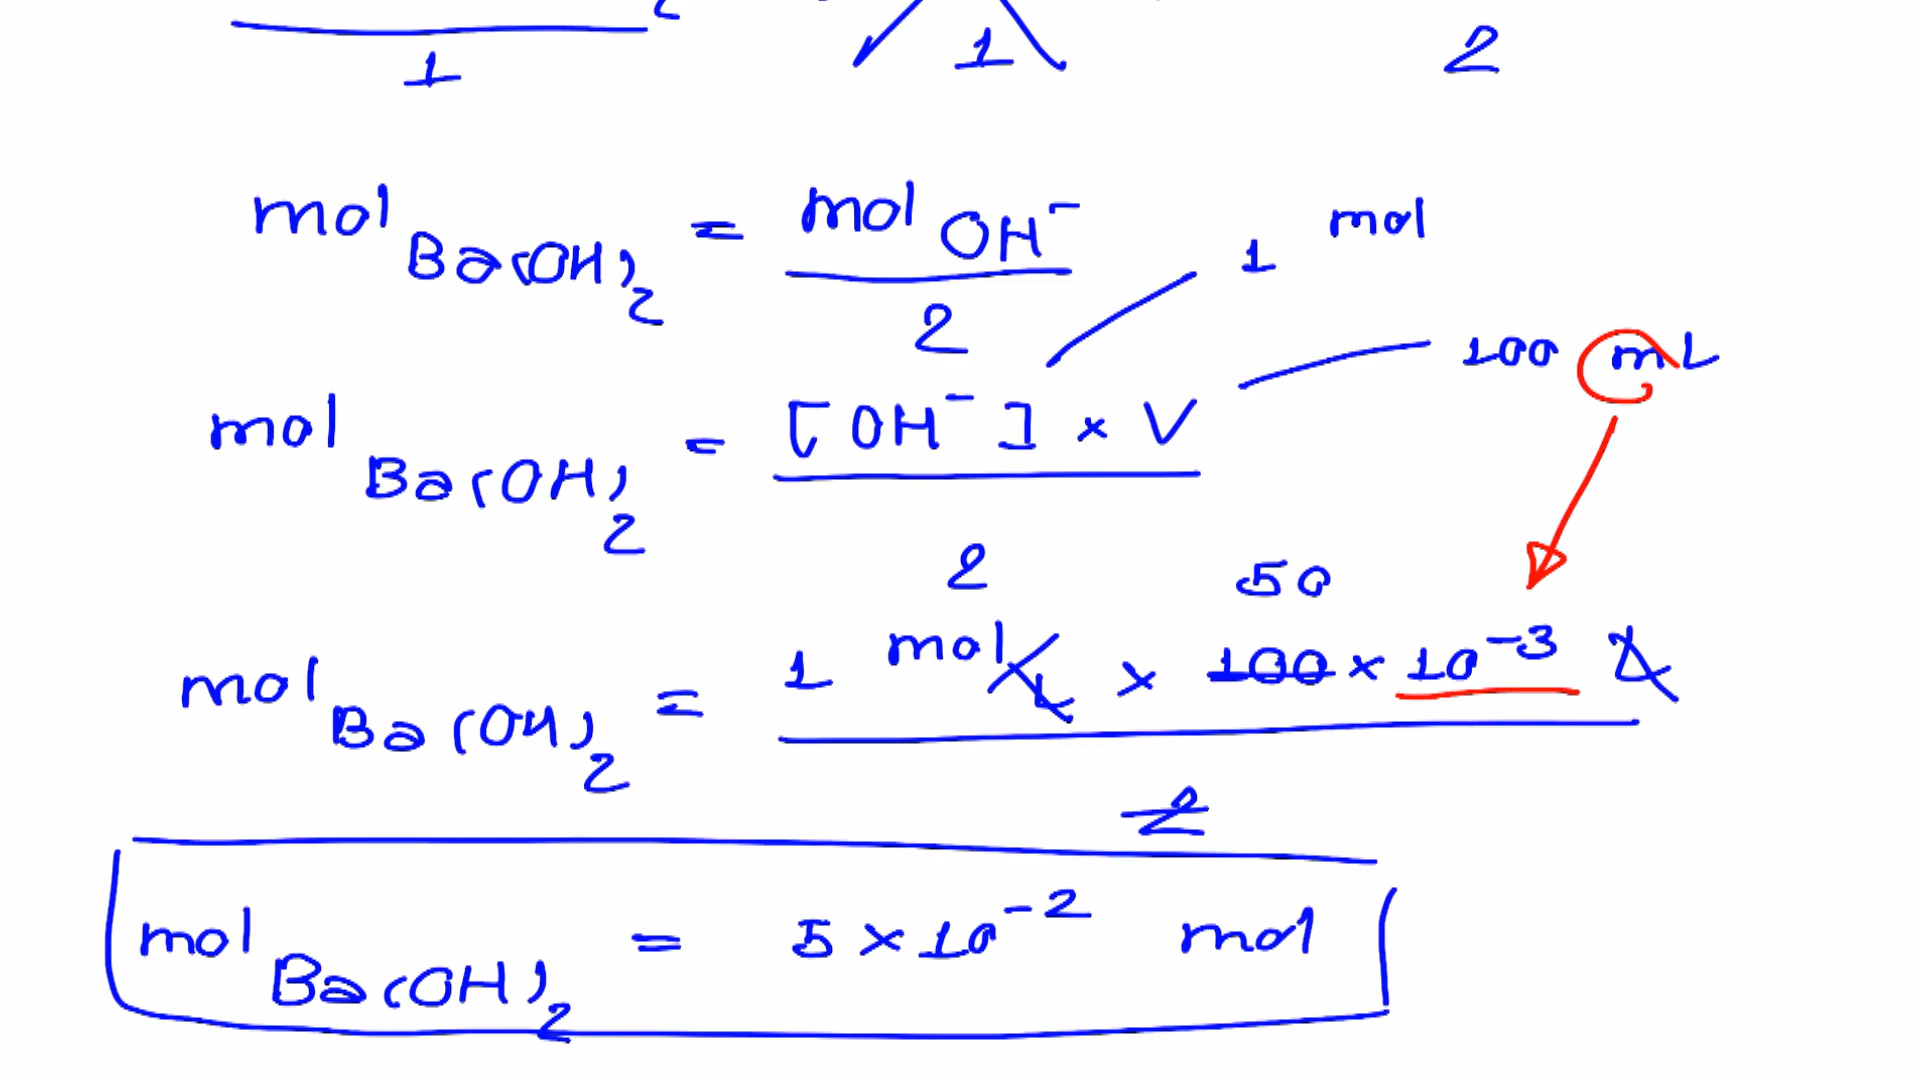 1 1 2
mol Ba(OH)2 = mol OH- / 2
1 mol
100 mL
mol Ba(OH)2 = [OH-] × V / 2
50
mol Ba(OH)2 = 1 mol/L × 100 × 10^-3 L / 2
mol Ba(OH)2 = 5 × 10^-2 mol